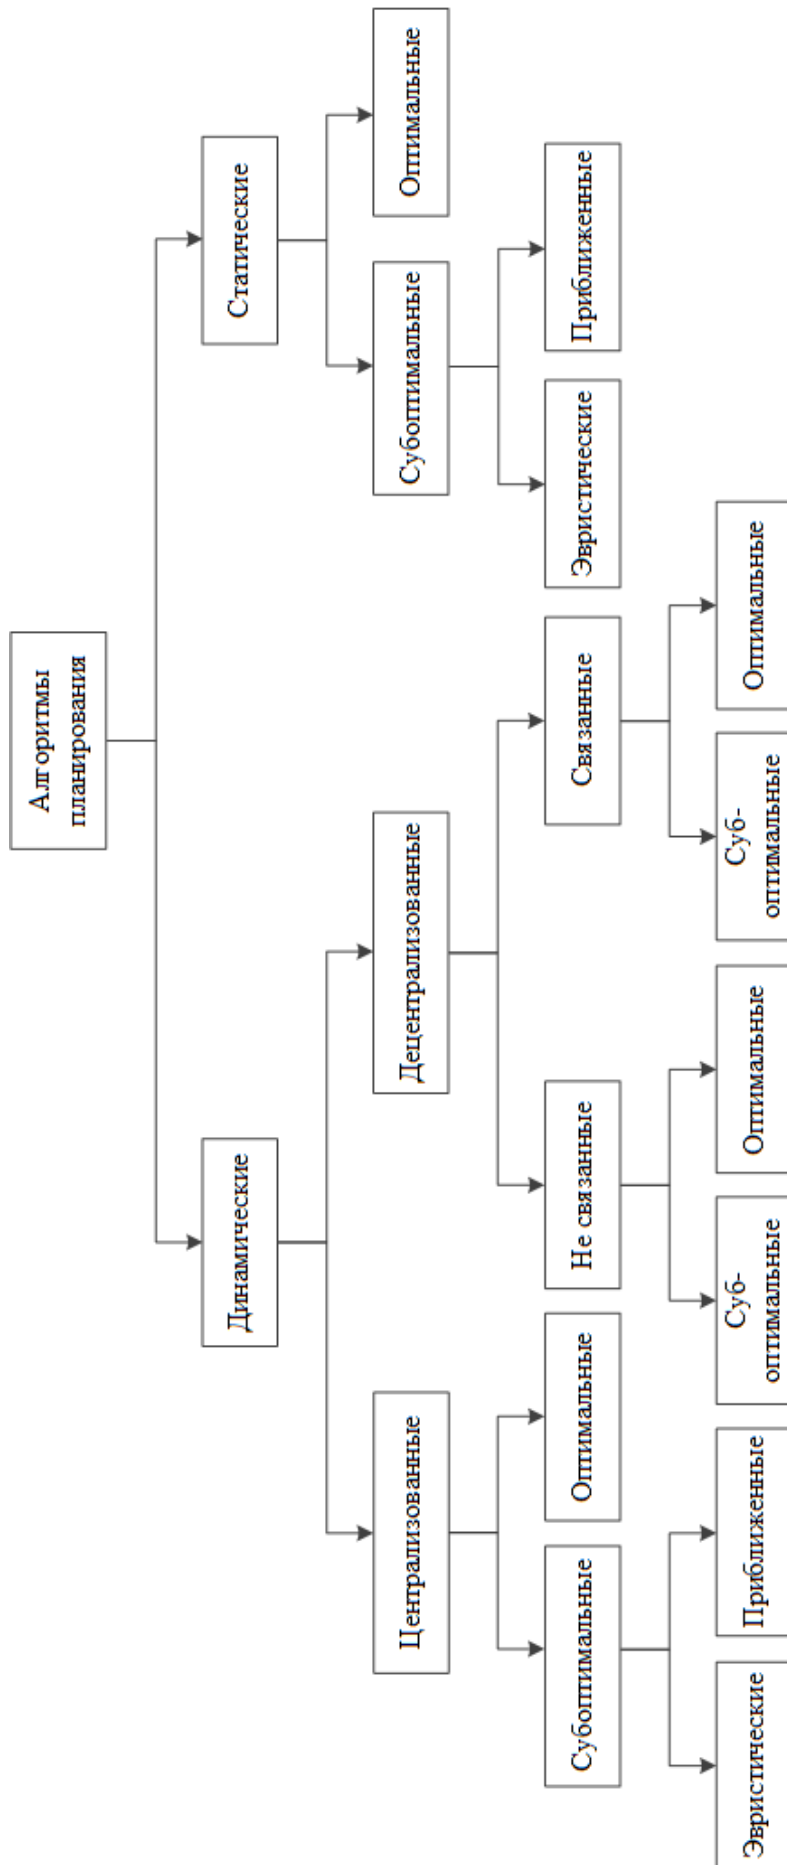 Алгоритмы
планирования
Динамические
Статические
Централизованные
Децентрализованные
Субоптимальные
Оптимальные
Субоптимальные
Оптимальные
Не связанные
Связанные
Эвристические
Приближенные
Эвристические
Приближенные
Суб-
оптимальные
Оптимальные
Суб-
оптимальные
Оптимальные